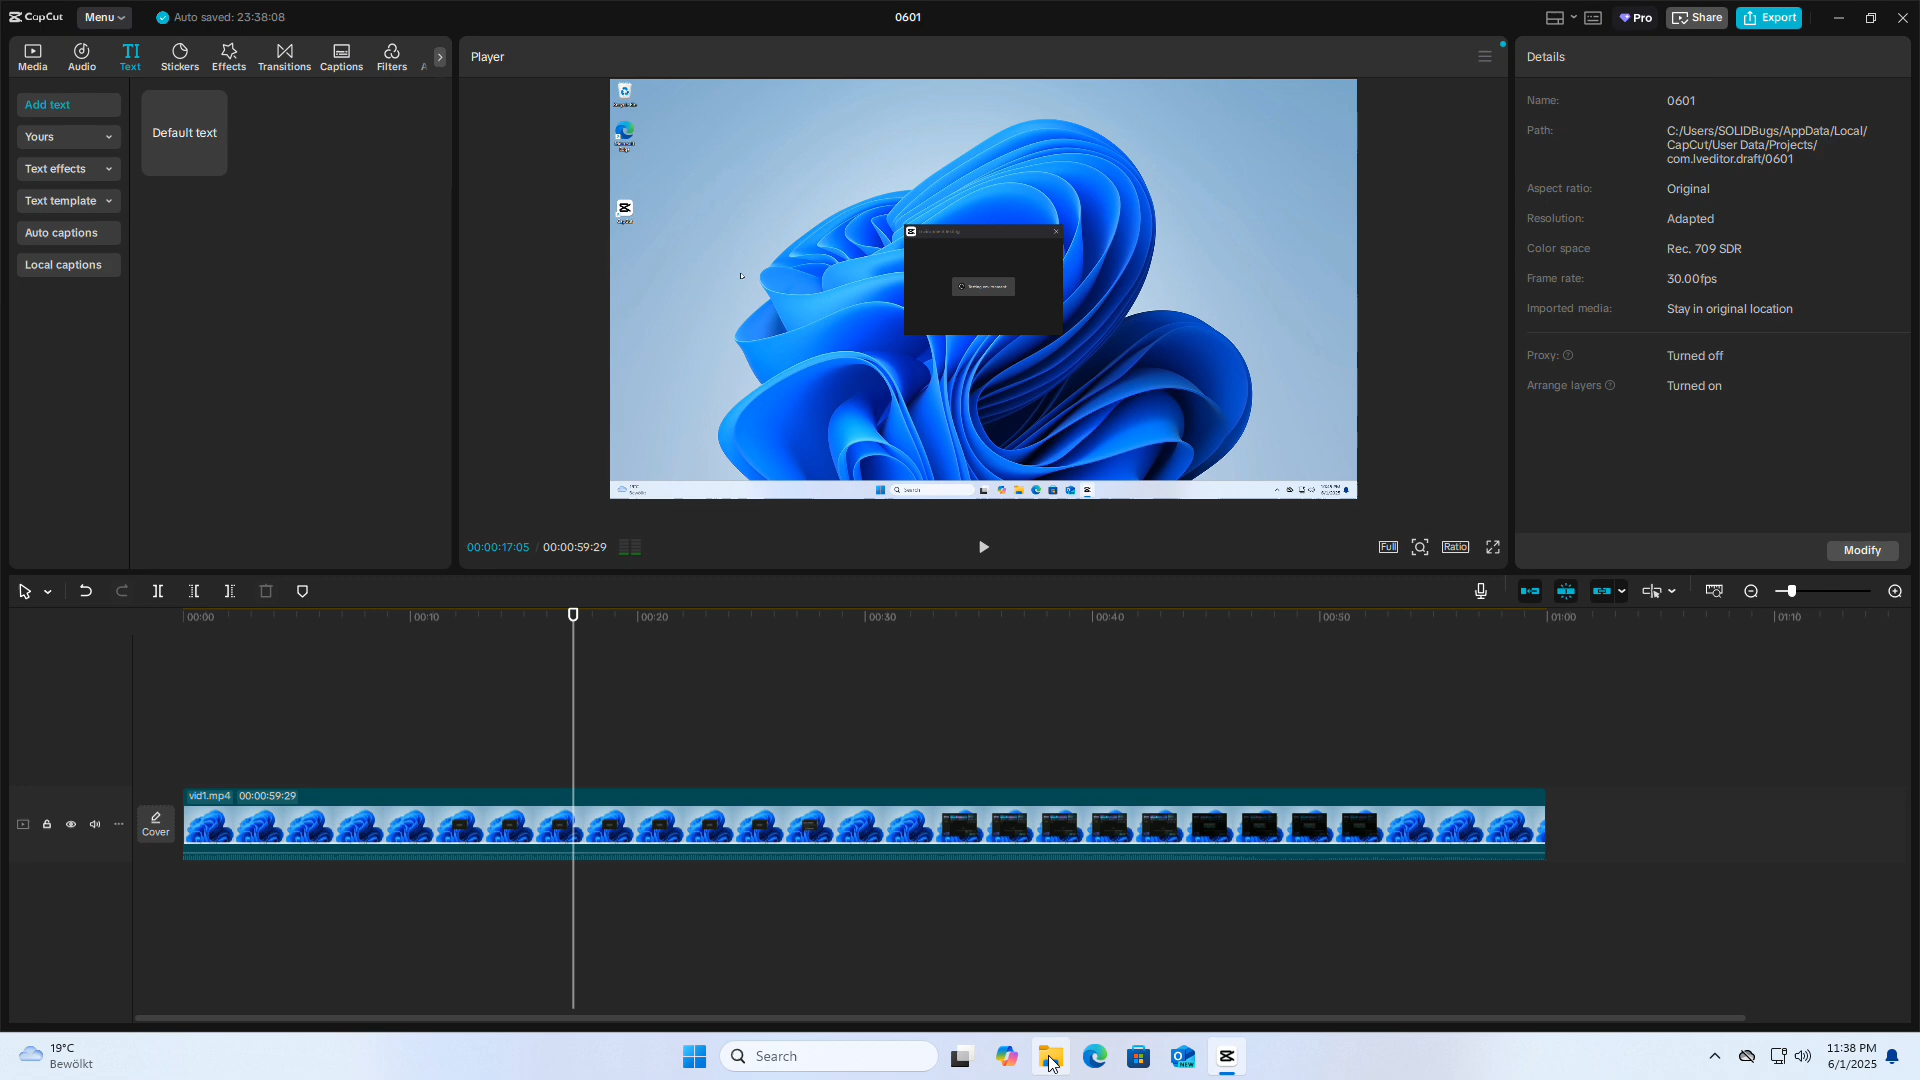 CapCut
Menu
Auto saved: 23:38:08
0601
Pro
Share
Export
Media
Audio
TI
Text
Stickers
Effects
Transitions
Captions
Filters
Player
Details
Add text
Yours
Text effects
Text template
Auto captions
Local captions
Default text
Name:
0601
Path:
C:/Users/SOLIDBugs/AppData/Local/
CapCut/User Data/Projects/
com.lveditor.draft/0601
Aspect ratio:
Original
Resolution:
Adapted
Color space
Rec. 709 SDR
Frame rate:
30.00fps
Imported media:
Stay in original location
Proxy:
Turned off
Arrange layers
Turned on
Modify
Search
00:00:17:05 / 00:00:59:29
Full
Ratio
00:00
00:10
00:20
00:30
00:40
00:50
01:00
01:10
vid1.mp4 00:00:59:29
Cover
19°C
Bewölkt
Search
NEW
11:38 PM
6/1/2025